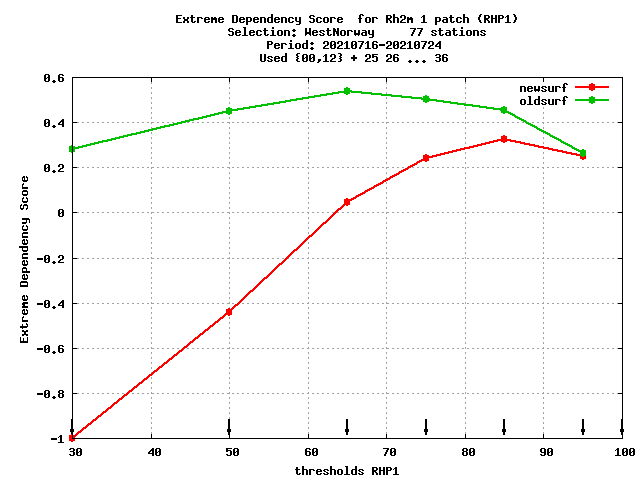 Extreme Dependency Score  for Rh2m 1 patch (RHP1)
Selection: WestNorway     77 stations
Period: 20210716-20210724
Used {00,12} + 25 26 ... 36
newsurf
oldsurf
0.6
0.4
0.2
0
-0.2
-0.4
-0.6
-0.8
-1
Extreme Dependency Score
30 40 50 60 70 80 90 100
thresholds RHP1